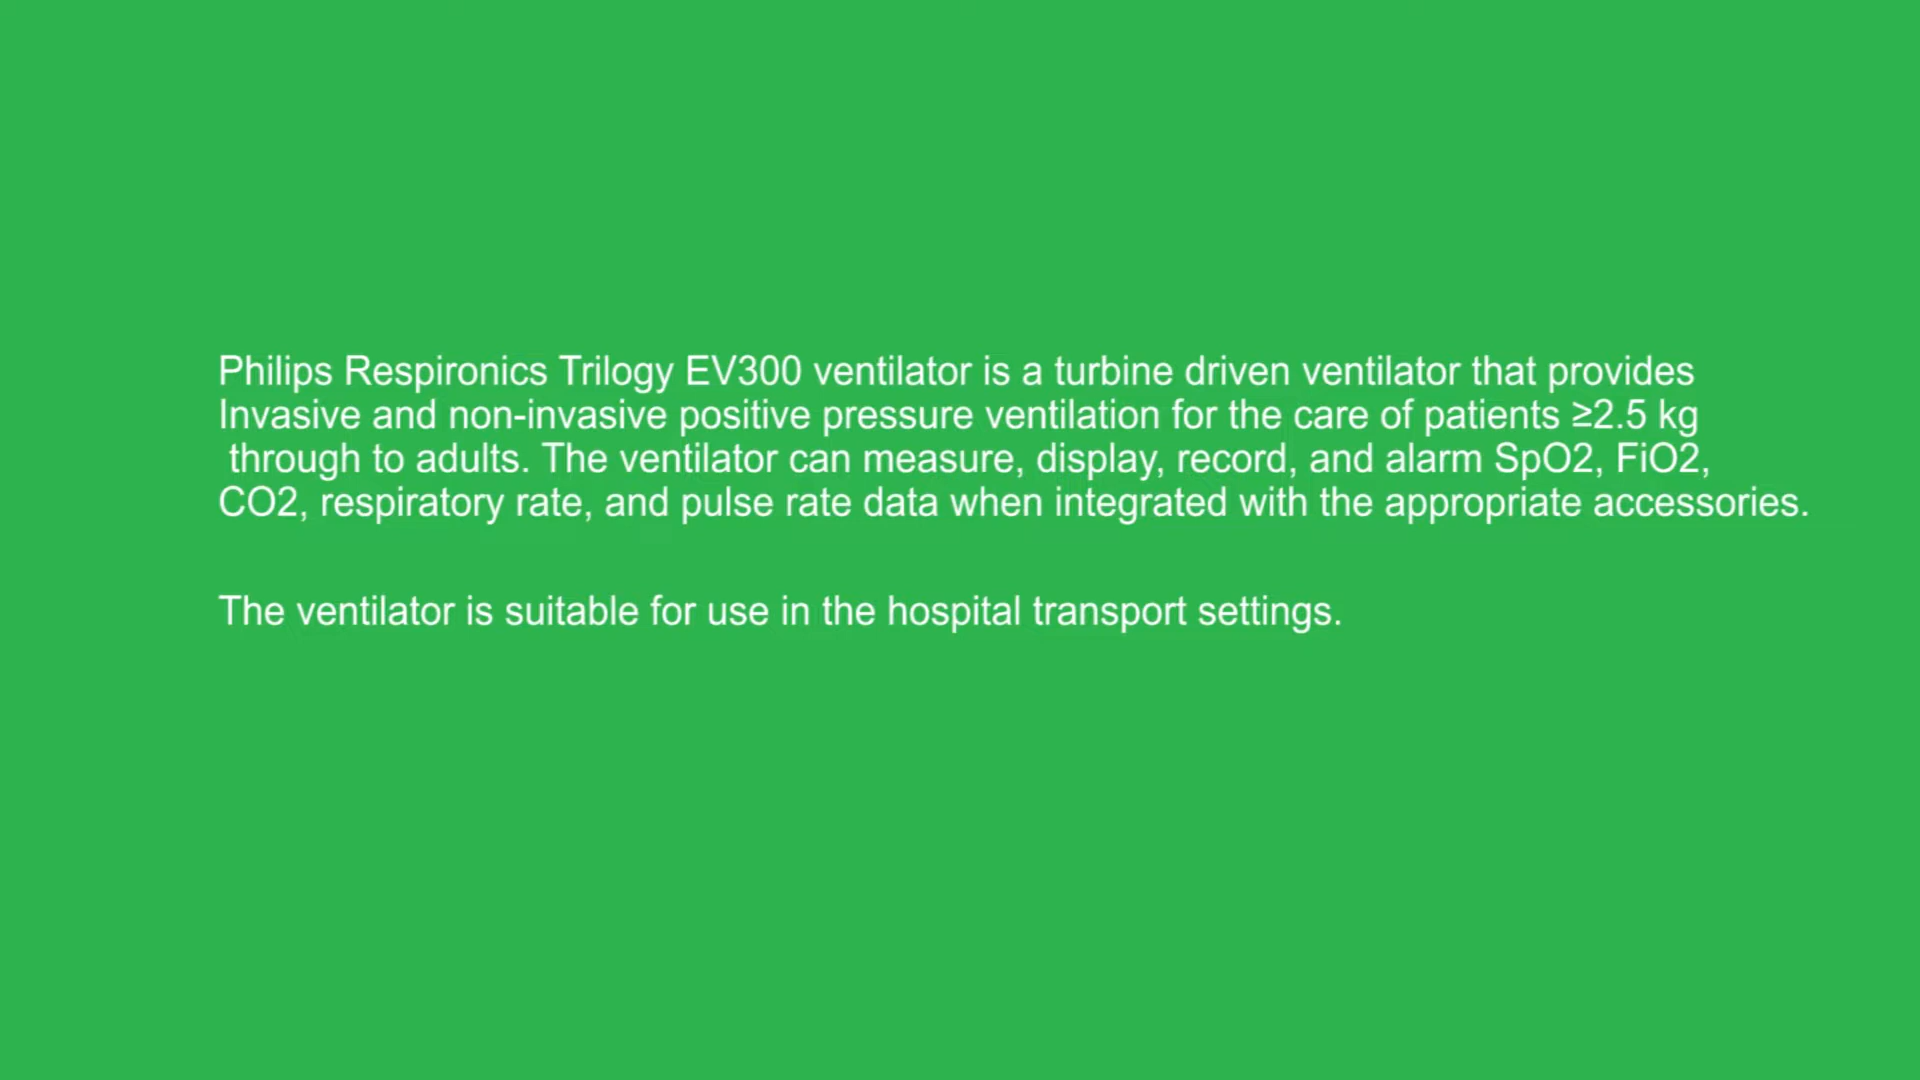 Philips Respironics Trilogy EV300 ventilator is a turbine driven ventilator that provides
Invasive and non-invasive positive pressure ventilation for the care of patients ≥2.5 kg
through to adults. The ventilator can measure, display, record, and alarm SpO2, FiO2,
CO2, respiratory rate, and pulse rate data when integrated with the appropriate accessories.
The ventilator is suitable for use in the hospital transport settings.